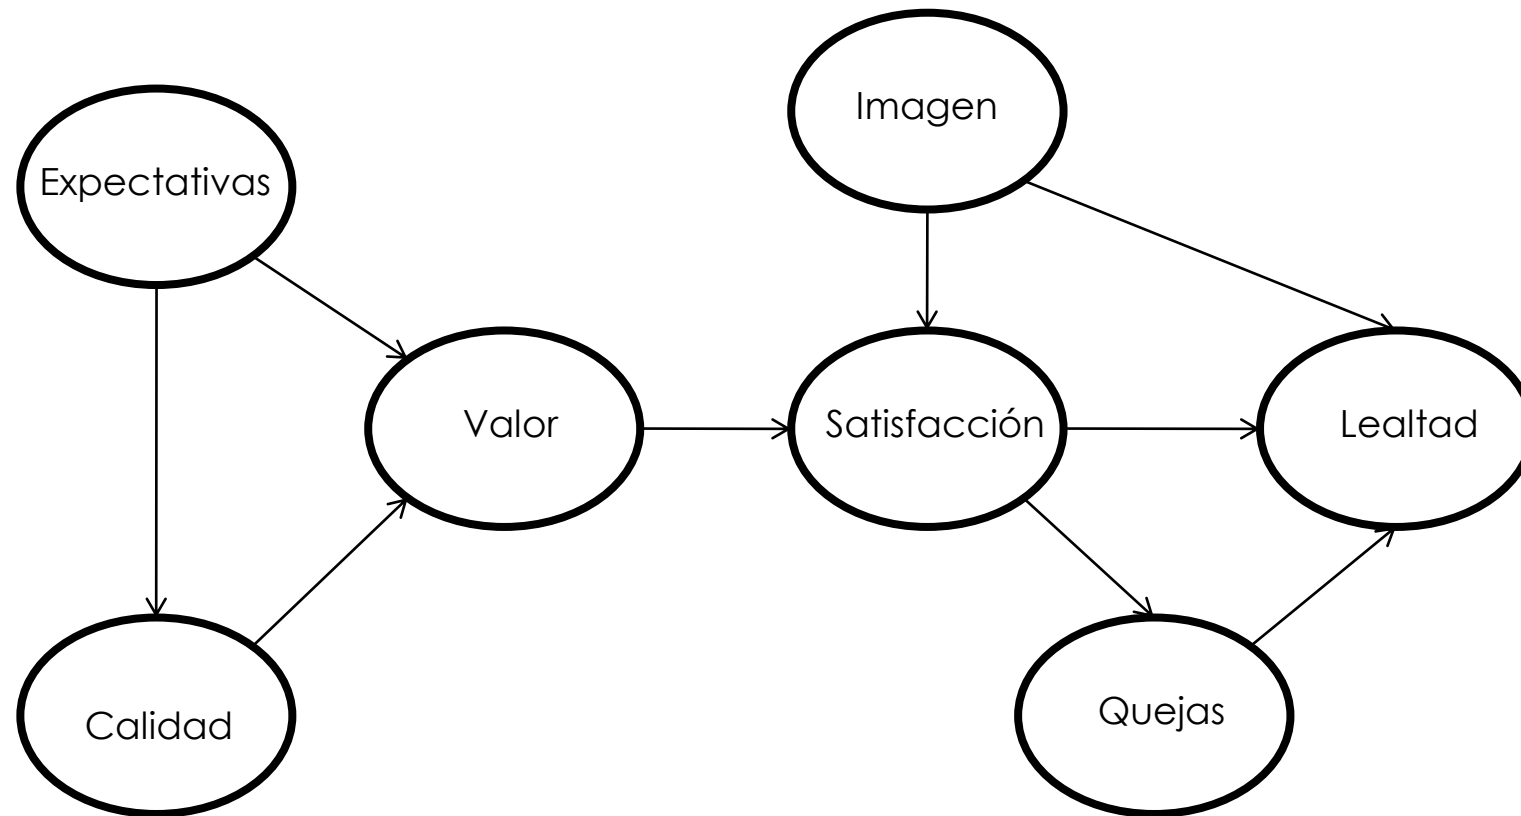 Imagen
Expectativas
Valor
Satisfacción
Lealtad
Quejas
Calidad